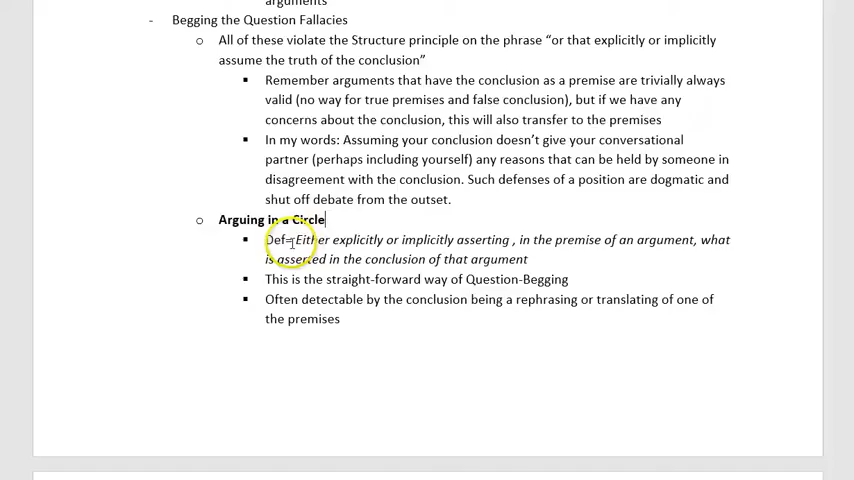 arguments
- Begging the Question Fallacies
o All of these violate the Structure principle on the phrase “or that explicitly or implicitly
assume the truth of the conclusion”
▪ Remember arguments that have the conclusion as a premise are trivially always
valid (no way for true premises and false conclusion), but if we have any
concerns about the conclusion, this will also transfer to the premises
▪ In my words: Assuming your conclusion doesn’t give your conversational
partner (perhaps including yourself) any reasons that can be held by someone in
disagreement with the conclusion. Such defenses of a position are dogmatic and
shut off debate from the outset.
o Arguing in a Circle
▪ Def= Either explicitly or implicitly asserting , in the premise of an argument, what
is asserted in the conclusion of that argument
▪ This is the straight-forward way of Question-Begging
▪ Often detectable by the conclusion being a rephrasing or translating of one of
the premises